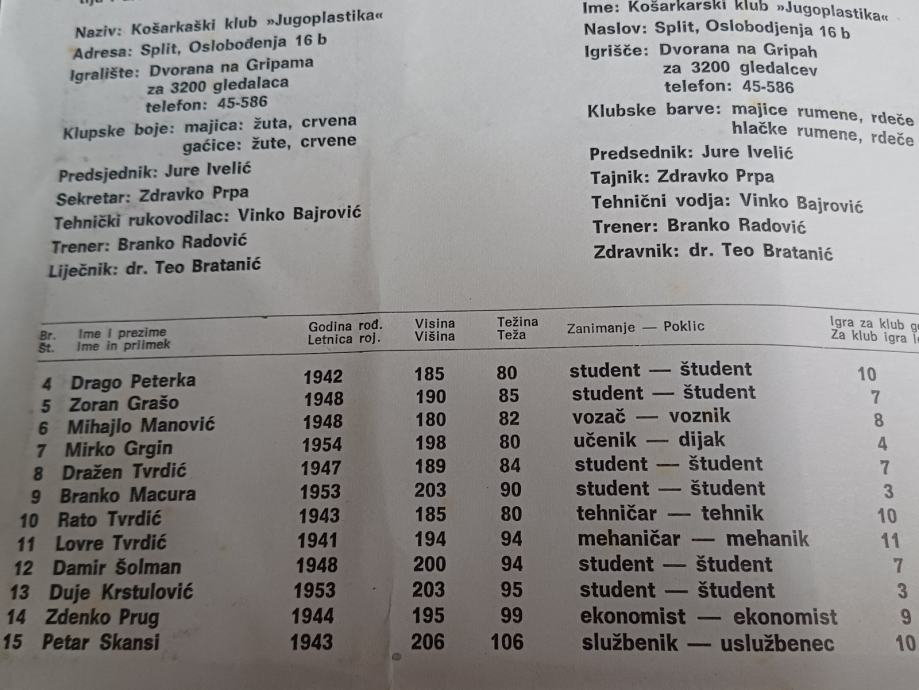 Naziv: Košarkaški klub »Jugoplastika«
Adresa: Split, Oslobođenja 16 b
Igralište: Dvorana na Gripama
za 3200 gledalaca
telefon: 45-586
Klupske boje: majica: žuta, crvena
gaćice: žute, crvene
Predsjednik: Jure Ivelić
Sekretar: Zdravko Prpa
Tehnički rukovodilac: Vinko Bajrović
Trener: Branko Radović
Liječnik: dr. Teo Bratanić
Ime: Košarkarski klub »Jugoplastika«
Naslov: Split, Oslobodjenja 16 b
Igrišče: Dvorana na Gripah
za 3200 gledalcev
telefon: 45-586
Klubske barve: majice rumene, rdeče
hlačke rumene, rdeče
Predsednik: Jure Ivelić
Tajnik: Zdravko Prpa
Tehnični vodja: Vinko Bajrović
Trener: Branko Radović
Zdravnik: dr. Teo Bratanić
Br. Ime i prezime Godina rođ. Visina Težina Zanimanje — Poklic Igra za klub
Št. Ime in priimek Letnica roj. Višina Teža Za klub igra
4 Drago Peterka 1942 185 80 student — študent 10
5 Zoran Grašo 1948 190 85 student — študent 7
6 Mihajlo Manović 1948 180 82 vozač — voznik 8
7 Mirko Grgin 1954 198 80 učenik — dijak 4
8 Dražen Tvrdić 1947 189 84 student — študent 7
9 Branko Macura 1953 203 90 student — študent 3
10 Rato Tvrdić 1943 185 80 tehničar — tehnik 10
11 Lovre Tvrdić 1941 194 94 mehaničar — mehanik 11
12 Damir Šolman 1948 200 94 student — študent 7
13 Duje Krstulović 1953 203 95 student — študent 3
14 Zdenko Prug 1944 195 99 ekonomist — ekonomist 9
15 Petar Skansi 1943 206 106 službenik — uslužbenec 10